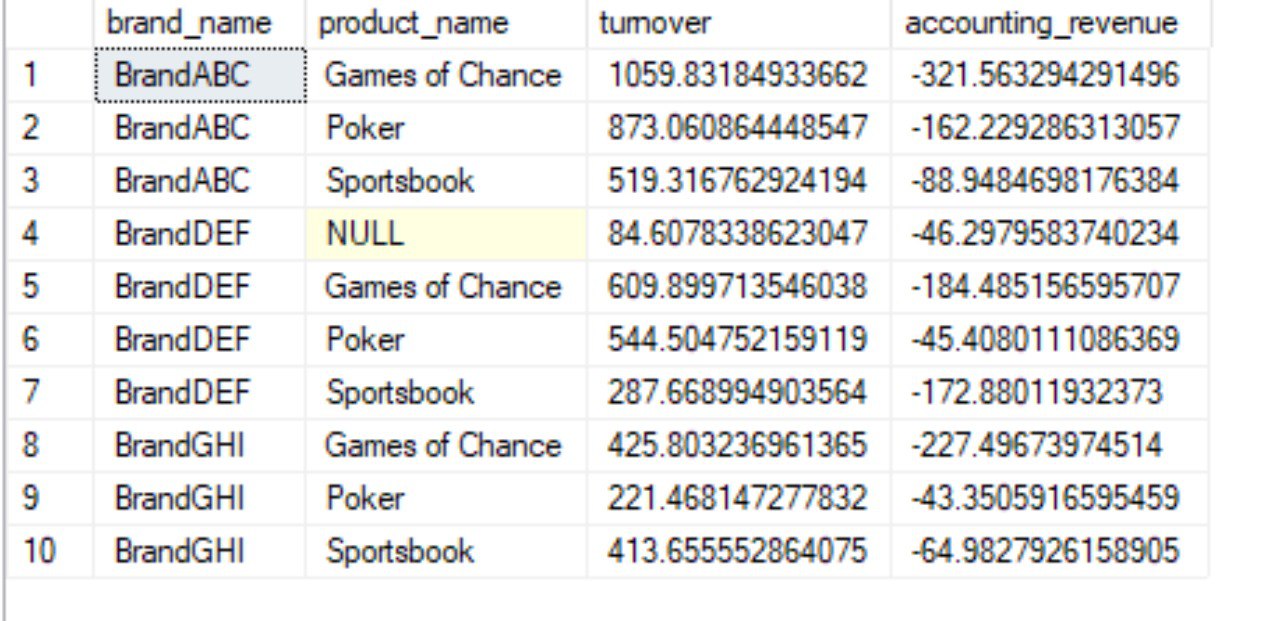 brand_name product_name turnover accounting_revenue
1 BrandABC Games of Chance 1059.83184933662 -321.563294291496
2 BrandABC Poker 873.060864448547 -162.229286313057
3 BrandABC Sportsbook 519.316762924194 -88.9484698176384
4 BrandDEF NULL 84.6078338623047 -46.2979583740234
5 BrandDEF Games of Chance 609.899713546038 -184.485156595707
6 BrandDEF Poker 544.504752159119 -45.4080111086369
7 BrandDEF Sportsbook 287.668994903564 -172.88011932373
8 BrandGHI Games of Chance 425.803236961365 -227.49673974514
9 BrandGHI Poker 221.468147277832 -43.3505916595459
10 BrandGHI Sportsbook 413.655552864075 -64.9827926158905